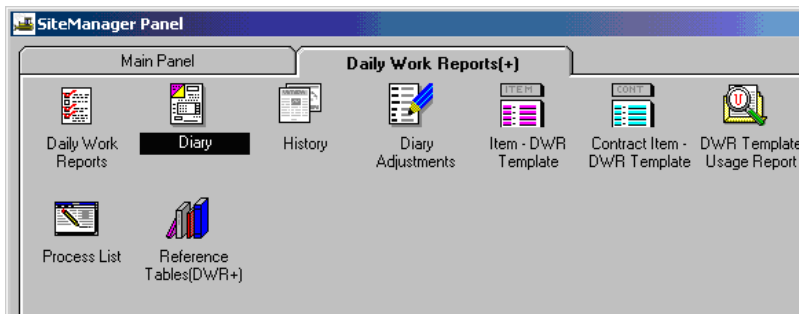 SiteManager Panel
Main Panel
Daily Work Reports(+)
ITEM
CONT
U
Daily Work
Reports
Diary
History
Diary
Adjustments
Item - DWR
Template
Contract Item -
DWR Template
DWR Template
Usage Report
Process List
Reference
Tables(DWR+)